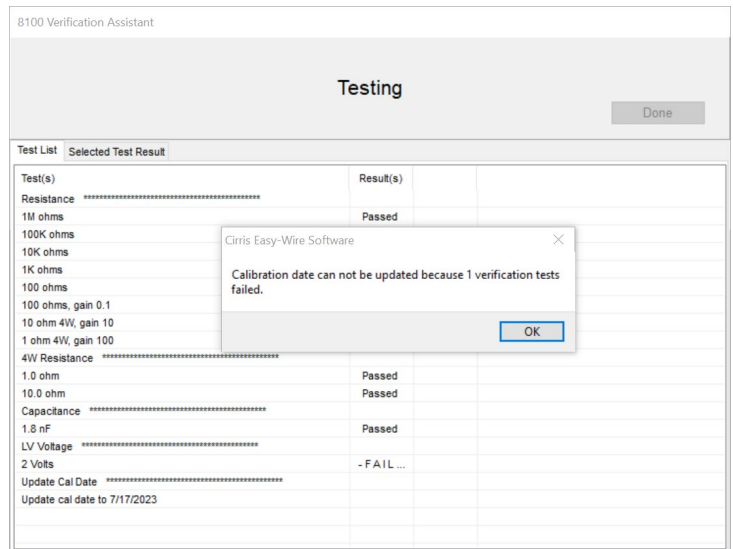 8100 Verification Assistant
Testing
Done
Test List Selected Test Result
Test(s) Result(s)
Resistance ********************************************
1M ohms Passed
100K ohms
10K ohms
1K ohms
100 ohms
100 ohms, gain 0.1
10 ohm 4W, gain 10
1 ohm 4W, gain 100
Cirris Easy-Wire Software
Calibration date can not be updated because 1 verification tests
failed.
OK
4W Resistance ********************************************
1.0 ohm Passed
10.0 ohm Passed
Capacitance ********************************************
1.8 nF Passed
LV Voltage ********************************************
2 Volts - F A I L ...
Update Cal Date ********************************************
Update cal date to 7/17/2023